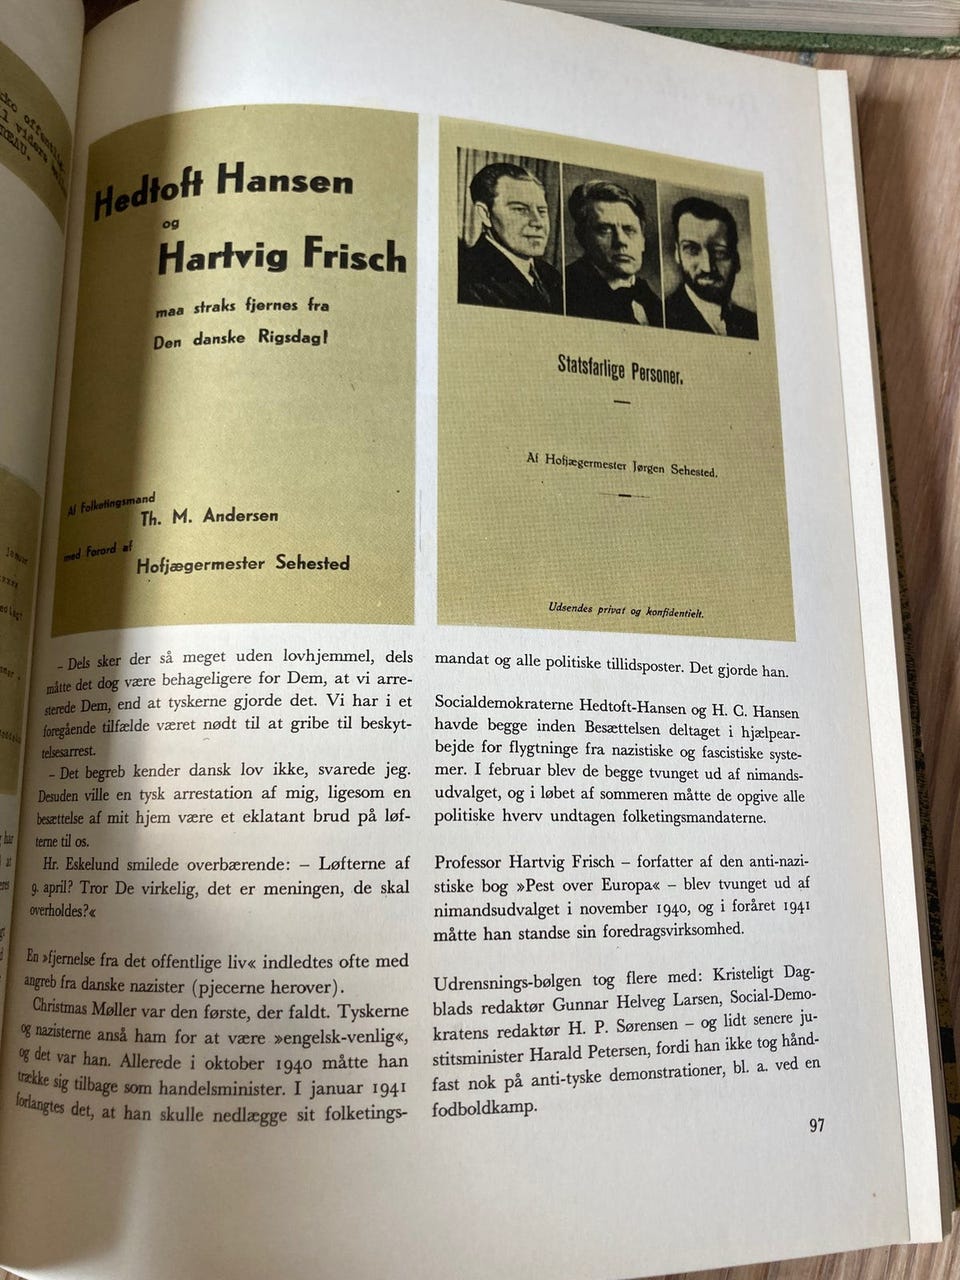 Hedtoft Hansen
og
Hartvig Frisch
maa straks fjernes fra
Den danske Rigsdag!
Af Folketingsmand
Th. M. Andersen
med Forord af
Hofjægermester Sehested
Statsfarlige Personer.
Af Hofjægermester Jørgen Sehested.
Udsendes privat og konfidentielt.
– Dels sker der så meget uden lovhjemmel, dels
måtte det dog være behageligere for Dem, at vi arre-
sterede Dem, end at tyskerne gjorde det. Vi har i et
foregående tilfælde været nødt til at gribe til beskyt-
telsesarrest.
– Det begreb kender dansk lov ikke, svarede jeg.
Desuden ville en tysk arrestation af mig, ligesom en
besættelse af mit hjem være et eklatant brud på løf-
terne til os.
Hr. Eskelund smilede overbærende: – Løfterne af
9. april? Tror De virkelig, det er meningen, de skal
overholdes?«
En »fjernelse fra det offentlige liv« indledtes ofte med
angreb fra danske nazister (pjecerne herover).
Christmas Møller var den første, der faldt. Tyskerne
og nazisterne anså ham for at være »engelsk-venlig«,
og det var han. Allerede i oktober 1940 måtte han
trække sig tilbage som handelsminister. I januar 1941
forlangtes det, at han skulle nedlægge sit folketings-
mandat og alle politiske tillidsposter. Det gjorde han.
Socialdemokraterne Hedtoft-Hansen og H. C. Hansen
havde begge inden Besættelsen deltaget i hjælpear-
bejde for flygtninge fra nazistiske og fascistiske syste-
mer. I februar blev de begge tvunget ud af nimands-
udvalget, og i løbet af sommeren måtte de opgive alle
politiske hverv undtagen folketingsmandaterne.
Professor Hartvig Frisch – forfatter af den anti-nazi-
stiske bog »Pest over Europa« – blev tvunget ud af
nimandsudvalget i november 1940, og i foråret 1941
måtte han standse sin foredragsvirksomhed.
Udrensnings-bølgen tog flere med: Kristeligt Dag-
blads redaktør Gunnar Helveg Larsen, Social-Demo-
kratens redaktør H. P. Sørensen – og lidt senere ju-
stitsminister Harald Petersen, fordi han ikke tog hånd-
fast nok på anti-tyske demonstrationer, bl. a. ved en
fodboldkamp.
97